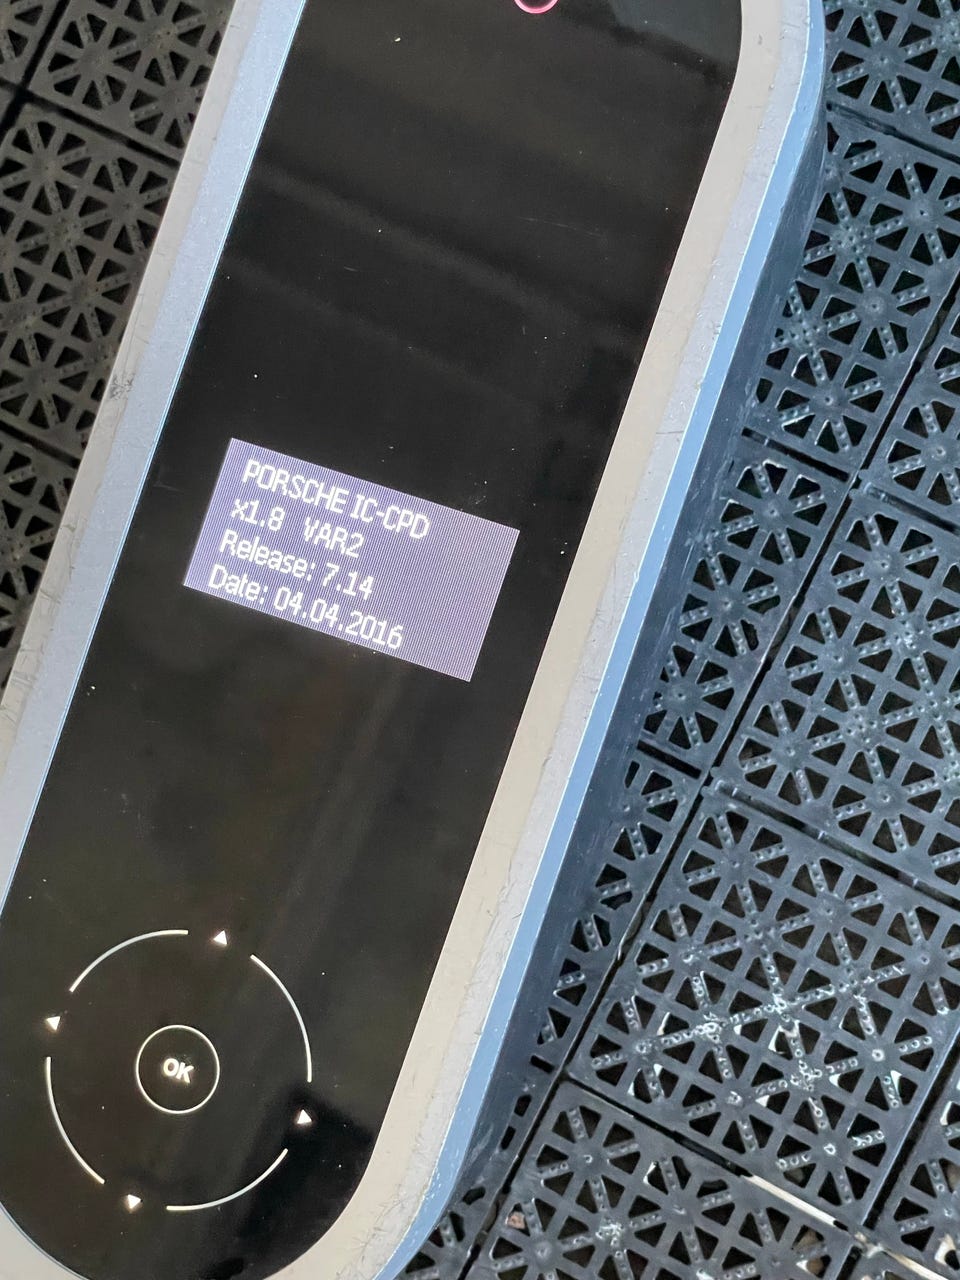 PORSCHE IC-CPD
x1.8 VAR2
Release: 7.14
Date: 04.04.2016
OK